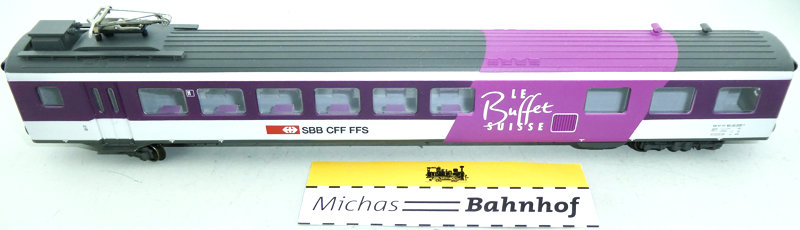 SBB CFF FFS
LE
Buffet
SUISSE
Michas Bahnhof